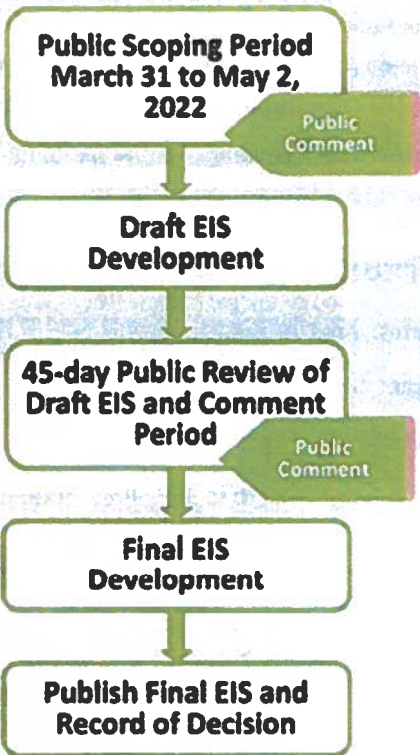 Public Scoping Period
March 31 to May 2,
2022
Public
Comment
Draft EIS
Development
45-day Public Review of
Draft EIS and Comment
Period
Public
Comment
Final EIS
Development
Publish Final EIS and
Record of Decision